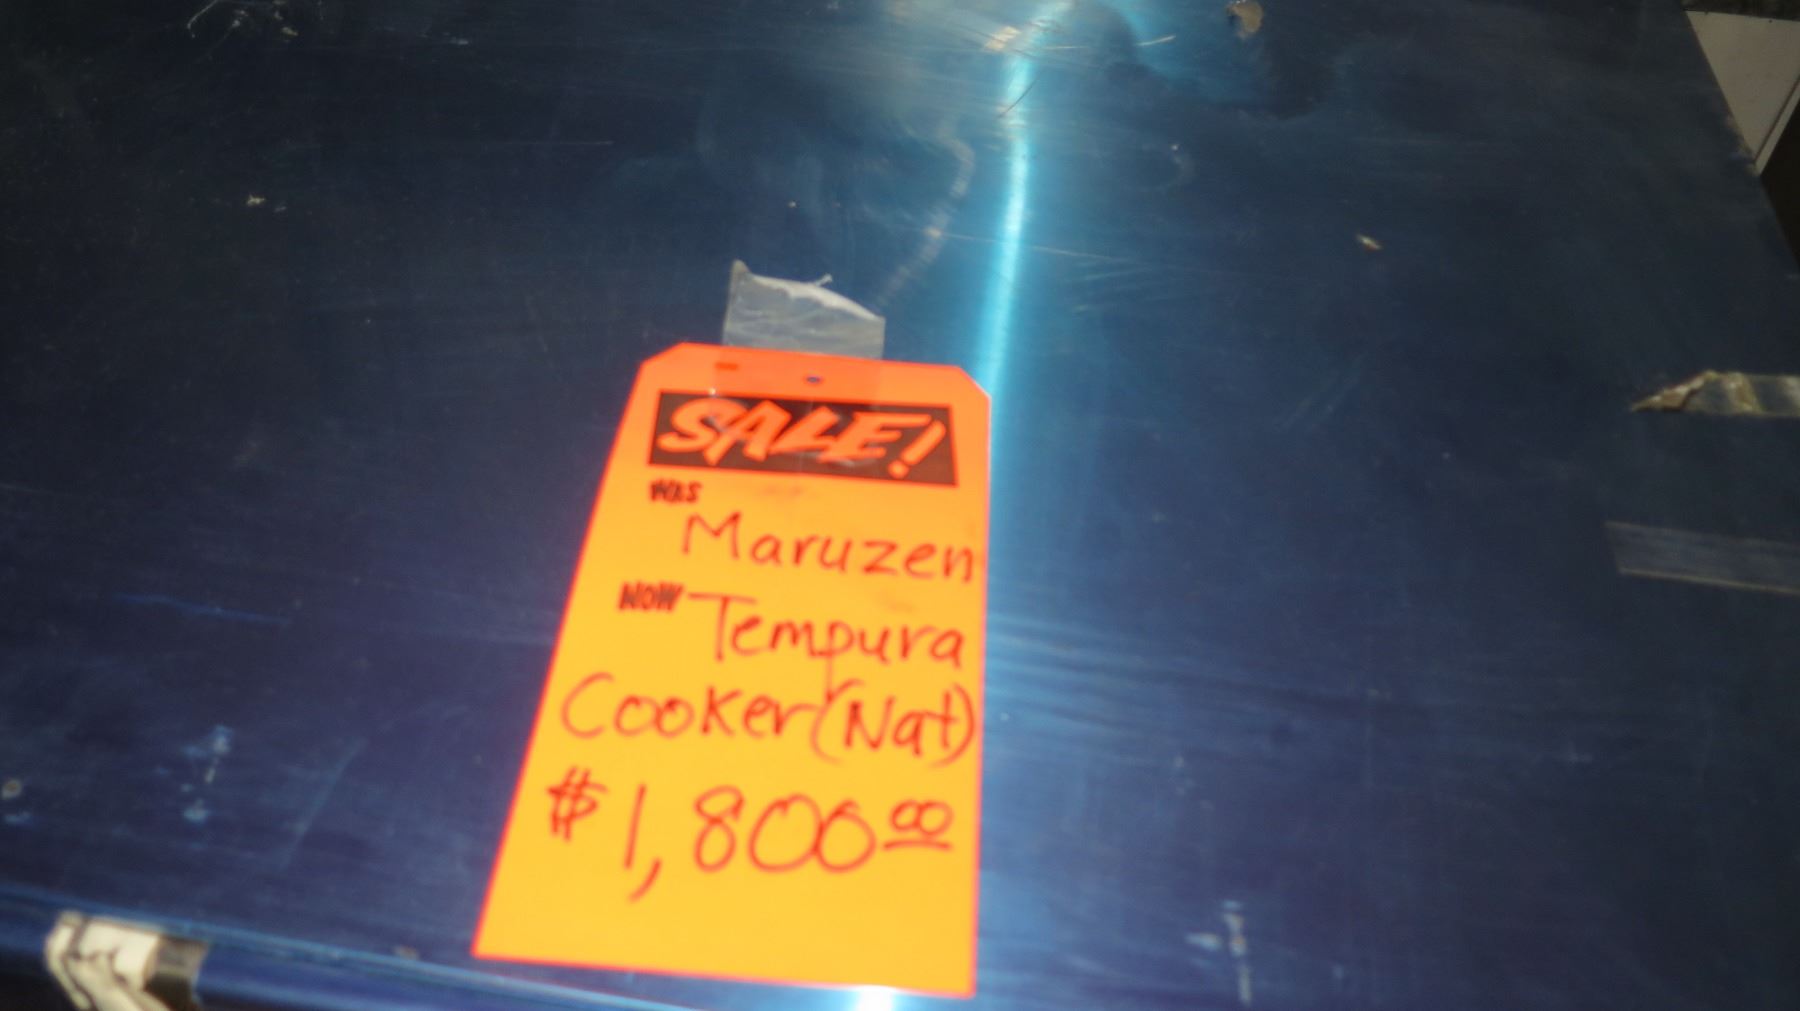 SALE!
WAS
Maruzen
NOW Tempura
Cooker (Nat)
$1,800.00